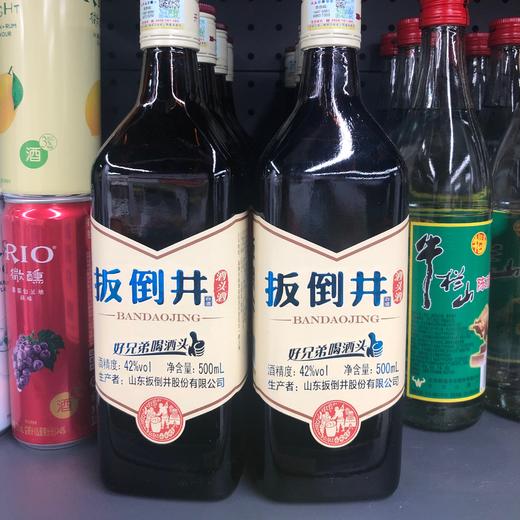 扳倒井
酒头酒
BANDAOJING
好兄弟喝酒头
酒精度：42%vol 净含量：500mL
生产者：山东扳倒井股份有限公司
扳倒井
酒头酒
BANDAOJING
好兄弟喝酒头
酒精度：42%vol 净含量：500mL
生产者：山东扳倒井股份有限公司
酒
RIO
微醺
酒
牛栏山